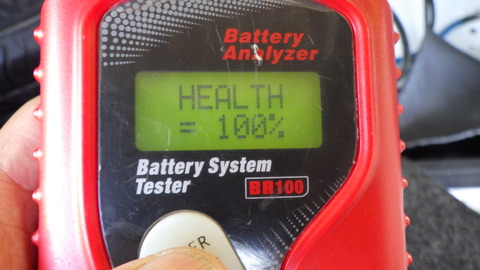 Battery
Analyzer
HEALTH
100%
Battery System
Tester
BR100